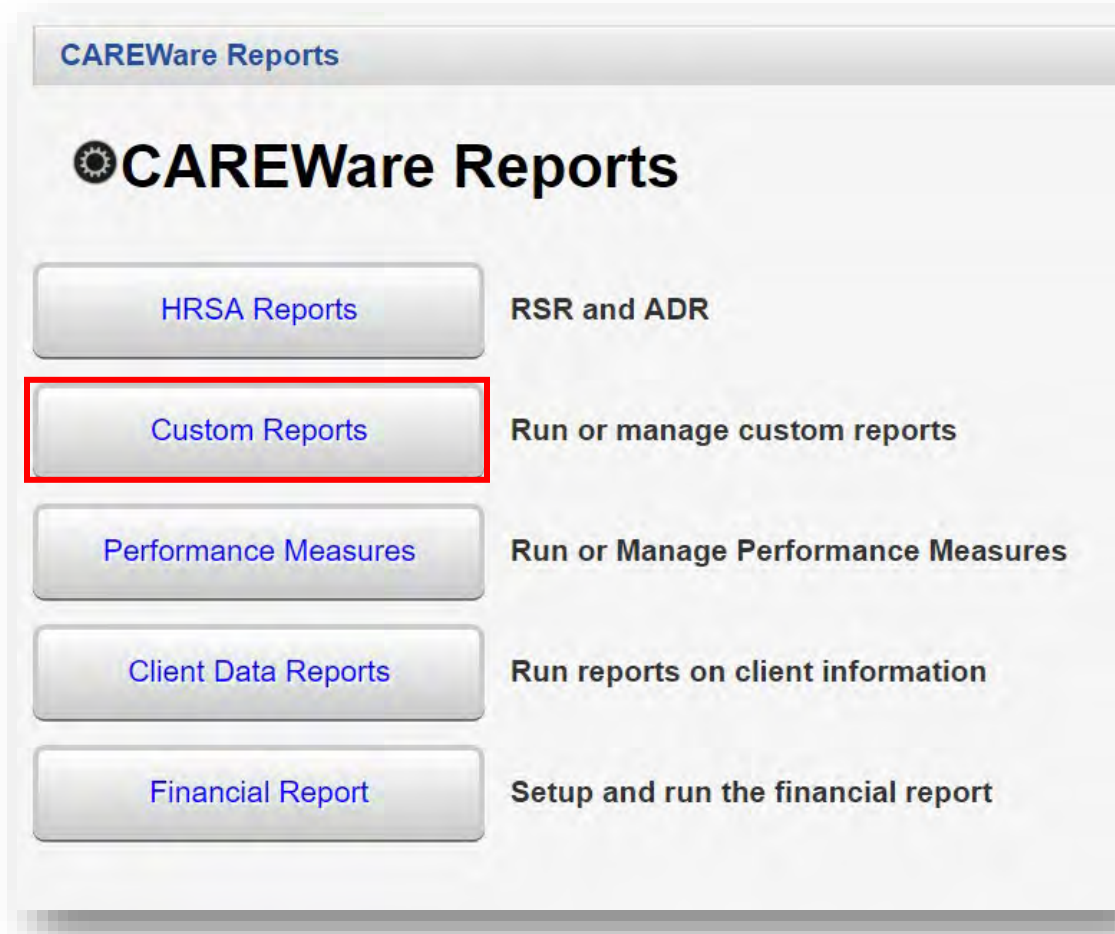 CAREWare Reports
CAREWare Reports
HRSA Reports RSR and ADR
Custom Reports Run or manage custom reports
Performance Measures Run or Manage Performance Measures
Client Data Reports Run reports on client information
Financial Report Setup and run the financial report